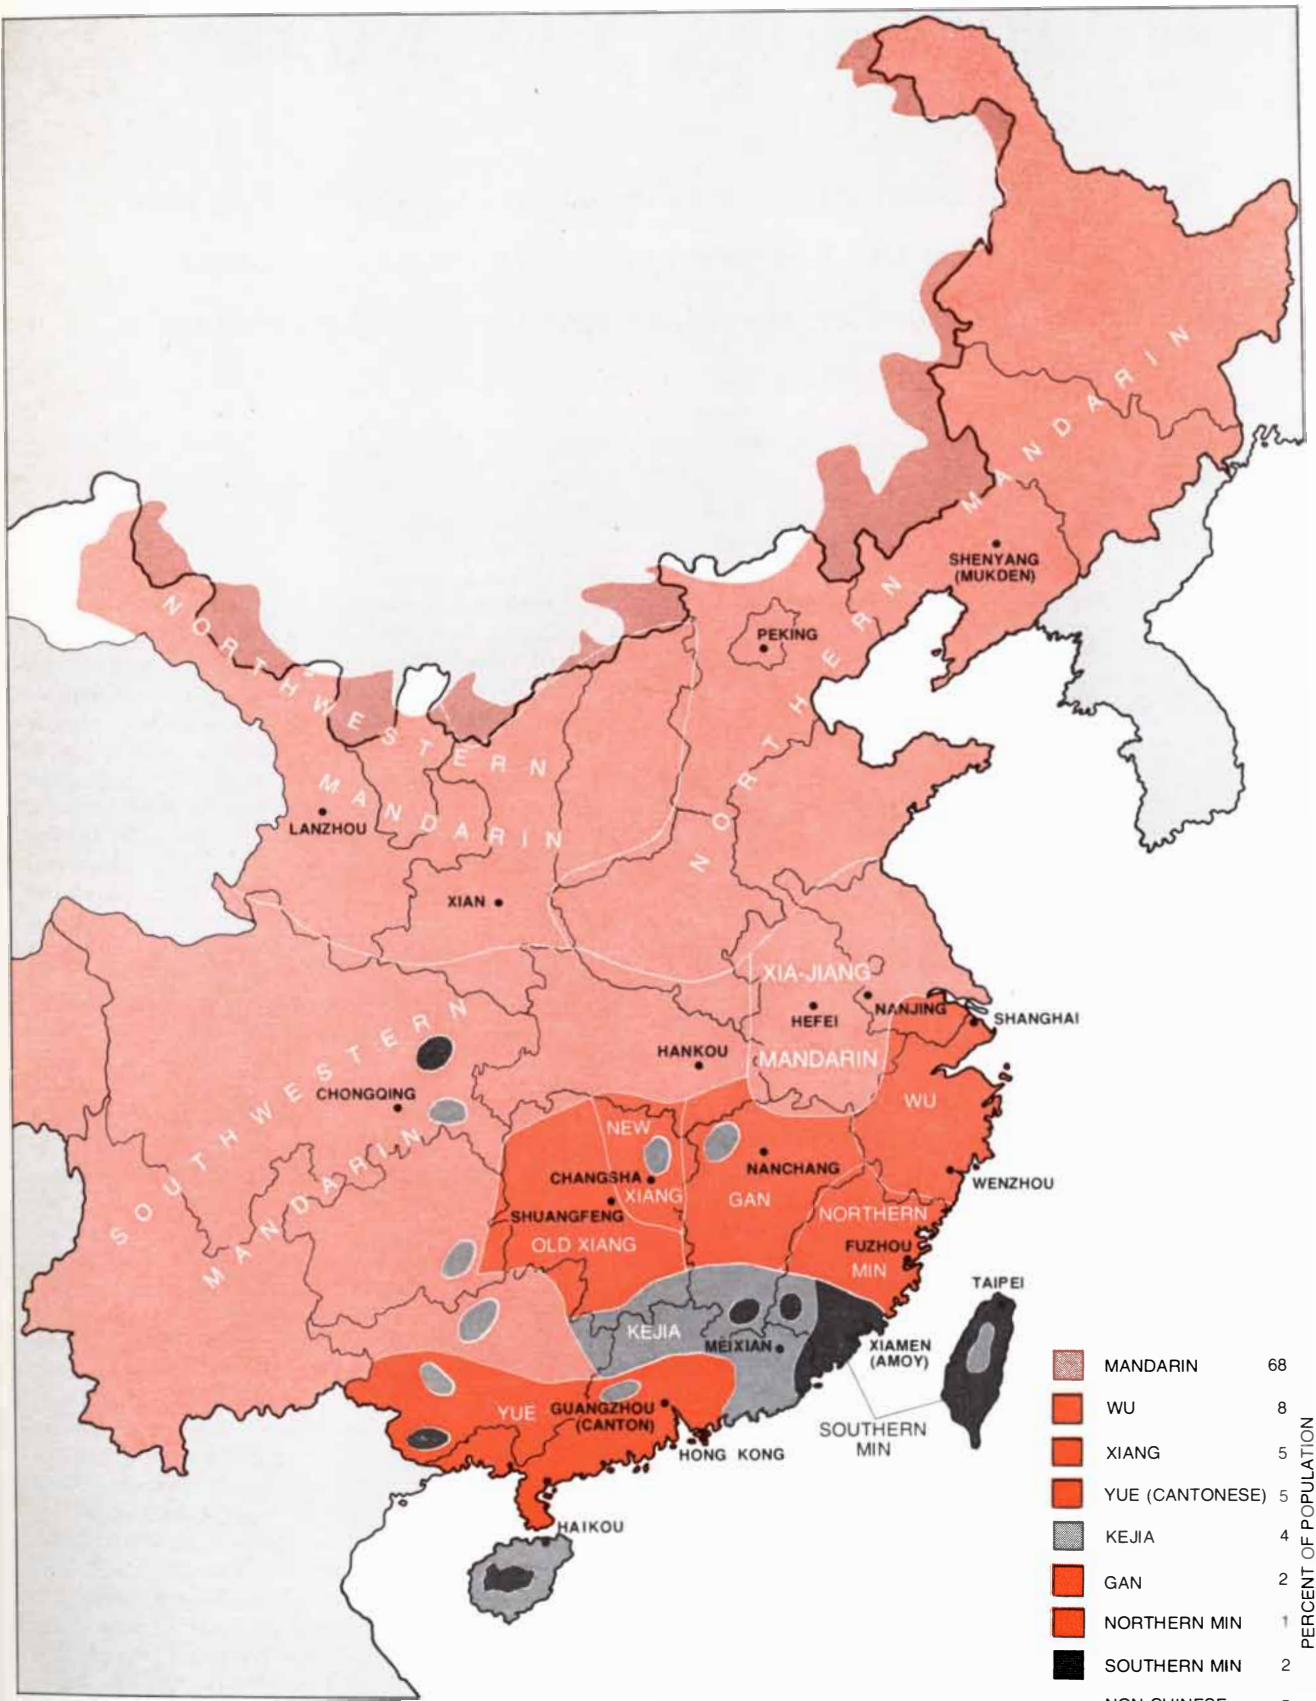 NORTHERN MANDARIN
SHENYANG
(MUKDEN)
PEKING
NORTHWESTERN
MANDARIN
LANZHOU
XIAN
XIA-JIANG
HEFEI
NANJING
SHANGHAI
MANDARIN
HANKOU
SOUTHWESTERN
MANDARIN
CHONGQING
WU
NEW
XIANG
CHANGSHA
NANCHANG
WENZHOU
SHUANGFENG
GAN
NORTHERN
MIN
OLD XIANG
FUZHOU
TAIPEI
KEJIA
MEIXIAN
XIAMEN
(AMOY)
YUE
GUANGZHOU
(CANTON)
SOUTHERN
MIN
HONG KONG
HAIKOU
MANDARIN 68
WU 8
XIANG 5
YUE (CANTONESE) 5
KEJIA 4
GAN 2
NORTHERN MIN 1
SOUTHERN MIN 2
PERCENT OF POPULATION